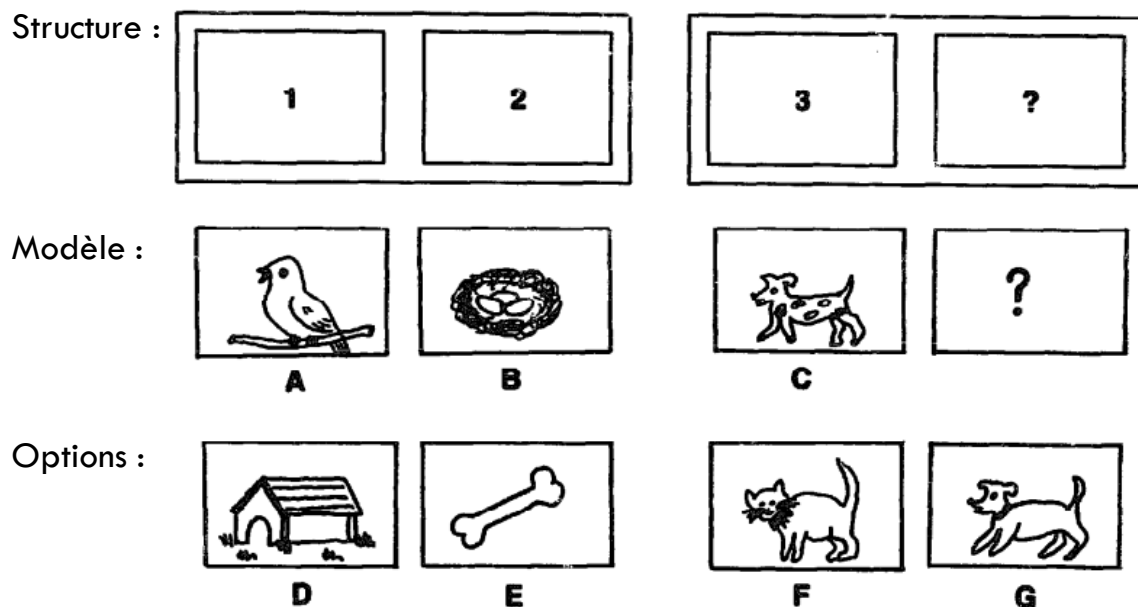 Structure :
1 2 3 ?
Modèle :
?
A B C
Options :
D E F G